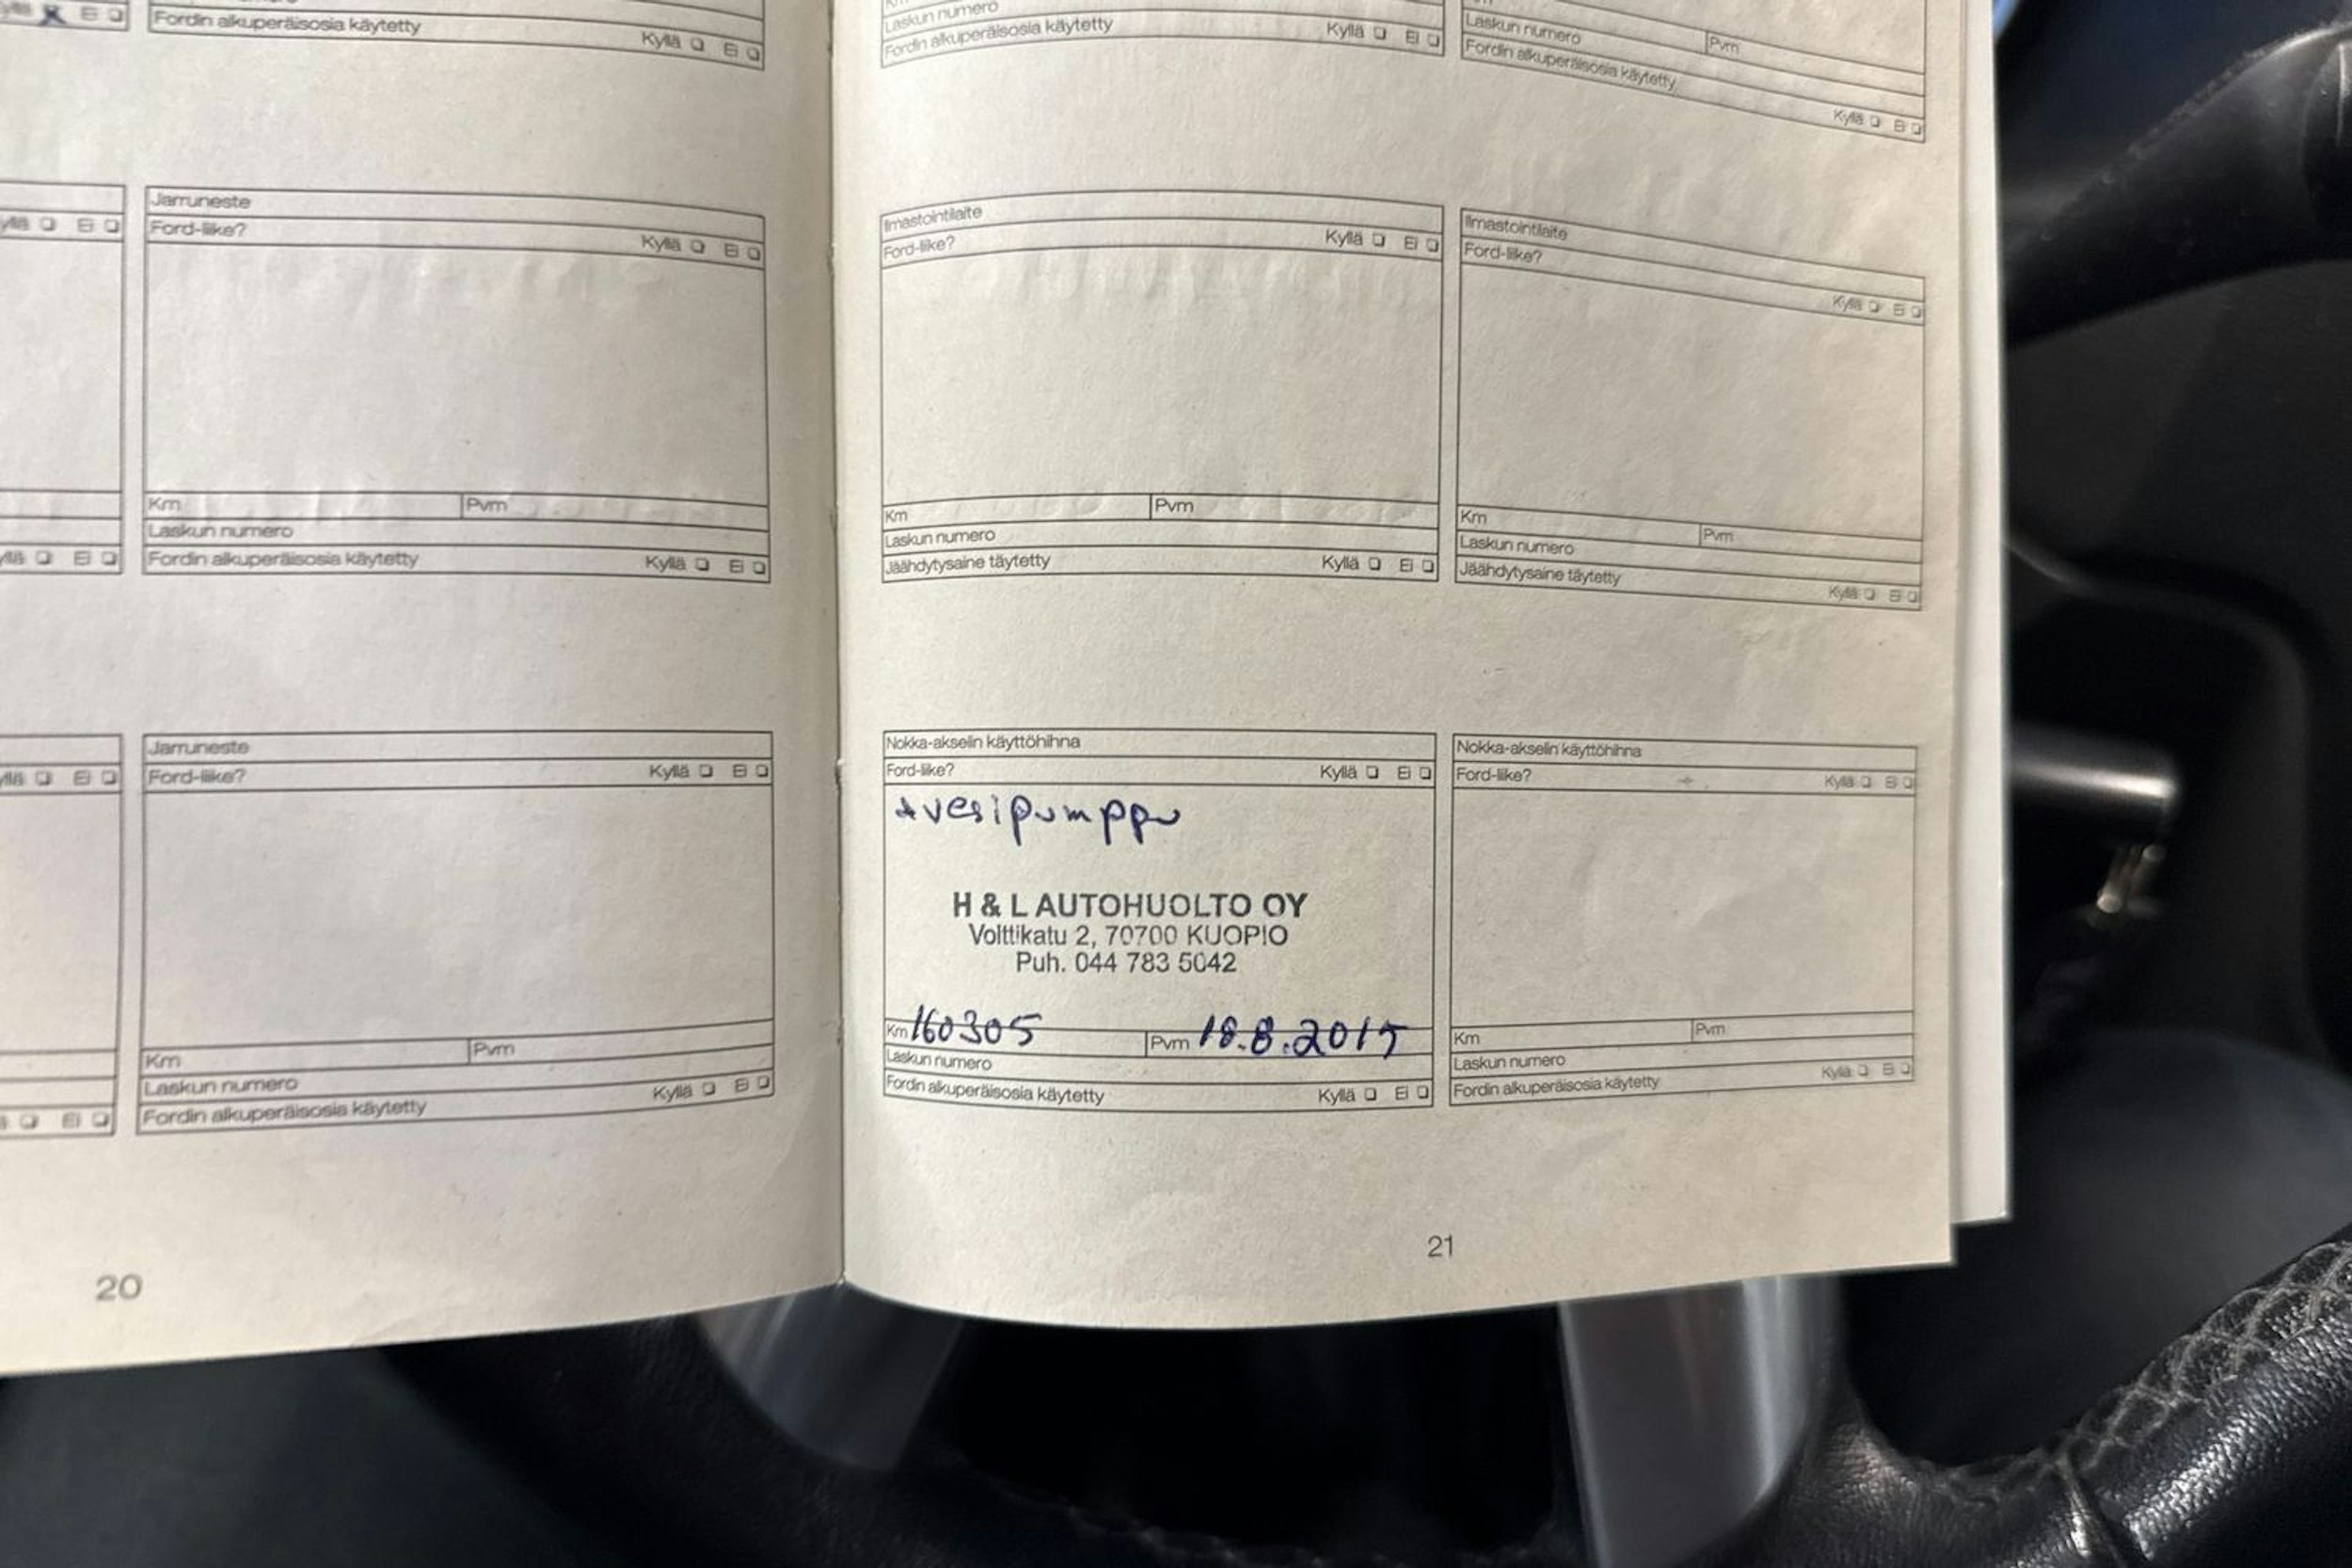 Fordin alkuperäisosia käytetty
Kyllä Ei
Laskun numero
Fordin alkuperäisosia käytetty
Kyllä Ei
Laskun numero
Pvm
Fordin alkuperäisosia käytetty
Kyllä Ei
Jarruneste
Ford-liike?
Kyllä Ei
Km
Pvm
Laskun numero
Fordin alkuperäisosia käytetty
Kyllä Ei
Ilmastointilaite
Ford-liike?
Kyllä Ei
Km
Pvm
Laskun numero
Jäähdytysaine täytetty
Kyllä Ei
Ilmastointilaite
Ford-liike?
Kyllä Ei
Km
Pvm
Laskun numero
Jäähdytysaine täytetty
Kyllä Ei
Jarruneste
Ford-liike?
Kyllä Ei
Km
Pvm
Laskun numero
Fordin alkuperäisosia käytetty
Kyllä Ei
Nokka-akselin käyttöhihna
Ford-liike?
Kyllä Ei
+vesipumppu
H & L AUTOHUOLTO OY
Volttikatu 2, 70700 KUOPIO
Puh. 044 783 5042
Km 160305
Pvm 18.8.2015
Laskun numero
Fordin alkuperäisosia käytetty
Kyllä Ei
Nokka-akselin käyttöhihna
Ford-liike?
Kyllä Ei
Km
Pvm
Laskun numero
Fordin alkuperäisosia käytetty
Kyllä Ei
20
21